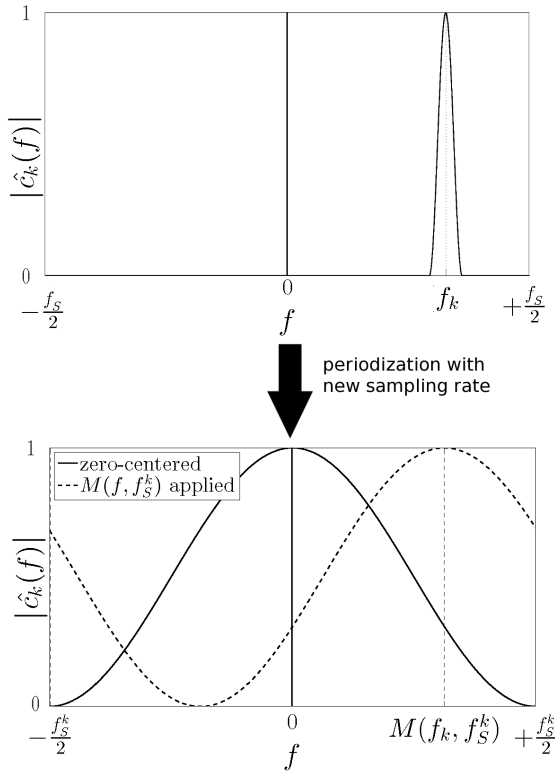 1
|ĉ_k(f)|
0
0
−f_S/2
f_k
+f_S/2
f
periodization with
new sampling rate
1
zero-centered
M(f, f_S^k) applied
|ĉ_k(f)|
0
0
−f_S^k/2
M(f_k, f_S^k)
+f_S^k/2
f